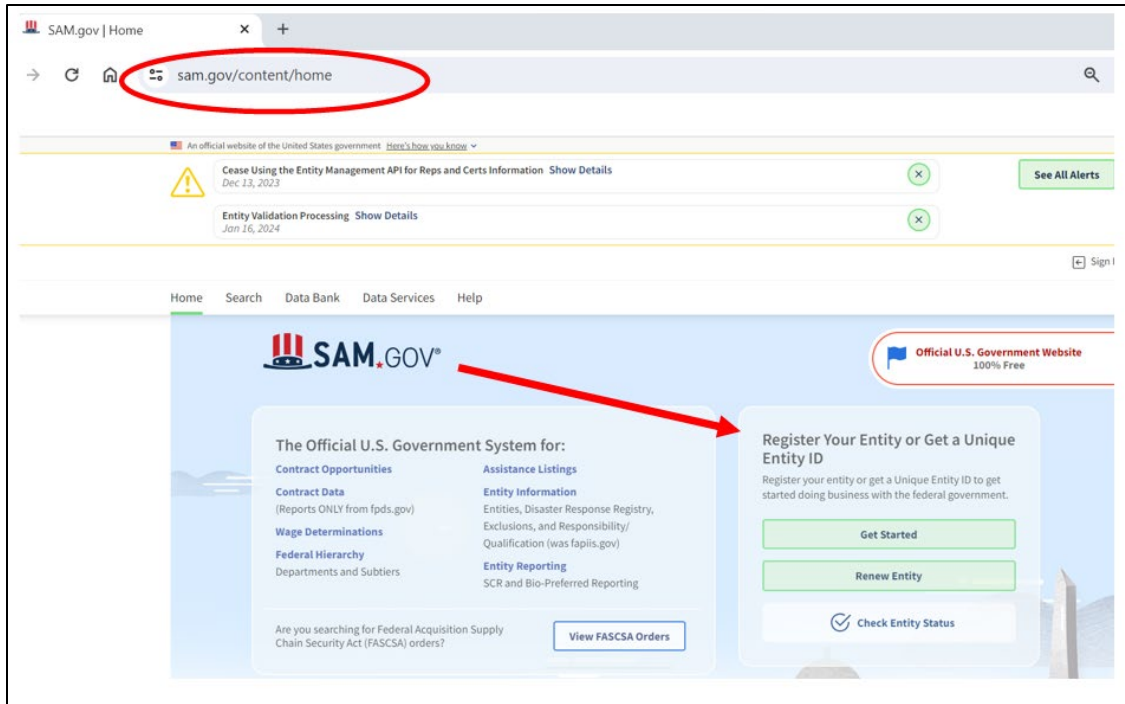 SAM.gov | Home
sam.gov/content/home
An official website of the United States government Here's how you know
Cease Using the Entity Management API for Reps and Certs Information Show Details
Dec 13, 2023
See All Alerts
Entity Validation Processing Show Details
Jan 16, 2024
Sign
Home Search Data Bank Data Services Help
SAM.GOV®
Official U.S. Government Website
100% Free
The Official U.S. Government System for:
Contract Opportunities
Contract Data
(Reports ONLY from fpds.gov)
Wage Determinations
Federal Hierarchy
Departments and Subtiers
Assistance Listings
Entity Information
Entities, Disaster Response Registry,
Exclusions, and Responsibility/
Qualification (was fapiis.gov)
Entity Reporting
SCR and Bio-Preferred Reporting
Are you searching for Federal Acquisition Supply
Chain Security Act (FASCSA) orders?
View FASCSA Orders
Register Your Entity or Get a Unique
Entity ID
Register your entity or get a Unique Entity ID to get
started doing business with the federal government.
Get Started
Renew Entity
Check Entity Status